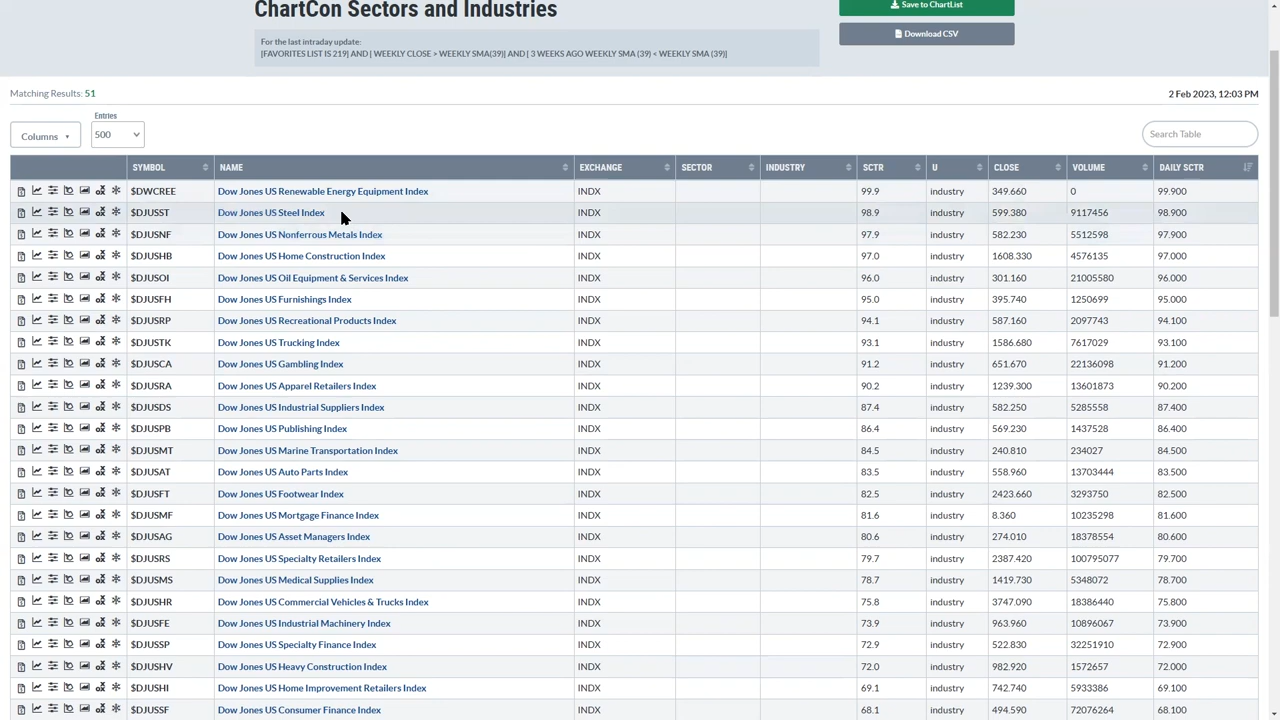 ChartCon Sectors and Industries
Save to ChartList
For the last intraday update:
[FAVORITES LIST IS 219] AND [ WEEKLY CLOSE > WEEKLY SMA(39)] AND [ 3 WEEKS AGO WEEKLY SMA (39) < WEEKLY SMA (39)]
Download CSV
Matching Results: 51
2 Feb 2023, 12:03 PM
Entries
Columns
500
Search Table
SYMBOL NAME EXCHANGE SECTOR INDUSTRY SCTR U CLOSE VOLUME DAILY SCTR
$DWCREE Dow Jones US Renewable Energy Equipment Index INDX 99.9 industry 349.660 0 99.900
$DJUSST Dow Jones US Steel Index INDX 98.9 industry 599.380 9117456 98.900
$DJUSNF Dow Jones US Nonferrous Metals Index INDX 97.9 industry 582.230 5512598 97.900
$DJUSHB Dow Jones US Home Construction Index INDX 97.0 industry 1608.330 4576135 97.000
$DJUSOI Dow Jones US Oil Equipment & Services Index INDX 96.0 industry 301.160 21005580 96.000
$DJUSFH Dow Jones US Furnishings Index INDX 95.0 industry 395.740 1250699 95.000
$DJUSRP Dow Jones US Recreational Products Index INDX 94.1 industry 587.160 2097743 94.100
$DJUSTK Dow Jones US Trucking Index INDX 93.1 industry 1586.680 7617029 93.100
$DJUSCA Dow Jones US Gambling Index INDX 91.2 industry 651.670 22136098 91.200
$DJUSRA Dow Jones US Apparel Retailers Index INDX 90.2 industry 1239.300 13601873 90.200
$DJUSDS Dow Jones US Industrial Suppliers Index INDX 87.4 industry 582.250 5285558 87.400
$DJUSPB Dow Jones US Publishing Index INDX 86.4 industry 569.230 1437528 86.400
$DJUSMT Dow Jones US Marine Transportation Index INDX 84.5 industry 240.810 234027 84.500
$DJUSAT Dow Jones US Auto Parts Index INDX 83.5 industry 558.960 13703444 83.500
$DJUSFT Dow Jones US Footwear Index INDX 82.5 industry 2423.660 3293750 82.500
$DJUSMF Dow Jones US Mortgage Finance Index INDX 81.6 industry 8.360 10235298 81.600
$DJUSAG Dow Jones US Asset Managers Index INDX 80.6 industry 274.010 18378554 80.600
$DJUSRS Dow Jones US Specialty Retailers Index INDX 79.7 industry 2387.420 100795077 79.700
$DJUSMS Dow Jones US Medical Supplies Index INDX 78.7 industry 1419.730 5348072 78.700
$DJUSHR Dow Jones US Commercial Vehicles & Trucks Index INDX 75.8 industry 3747.090 18386440 75.800
$DJUSFE Dow Jones US Industrial Machinery Index INDX 73.9 industry 963.960 10896067 73.900
$DJUSSP Dow Jones US Specialty Finance Index INDX 72.9 industry 522.830 32251910 72.900
$DJUSHV Dow Jones US Heavy Construction Index INDX 72.0 industry 982.920 1572657 72.000
$DJUSHI Dow Jones US Home Improvement Retailers Index INDX 69.1 industry 742.740 5933386 69.100
$DJUSSF Dow Jones US Consumer Finance Index INDX 68.1 industry 494.590 72076264 68.100